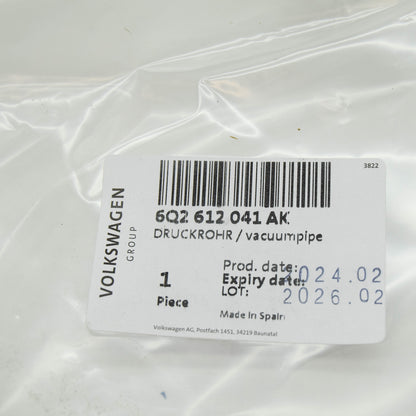 3822
VOLKSWAGEN
GROUP
6Q2 612 041 AK
DRUCKROHR / vacuumpipe
1
Piece
Prod. date: 2024.02
Expiry date:
LOT: 2026.02
Made In Spain
Volkswagen AG, Postfach 1451, 34219 Baunatal